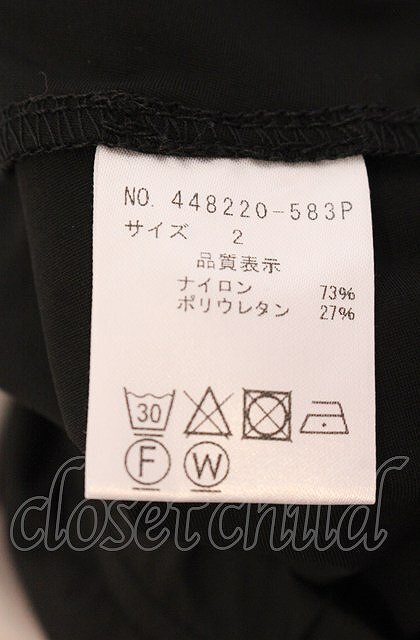 NO. 448220-583P
サイズ 2
品質表示
ナイロン 73%
ポリウレタン 27%
30
F W
closet child